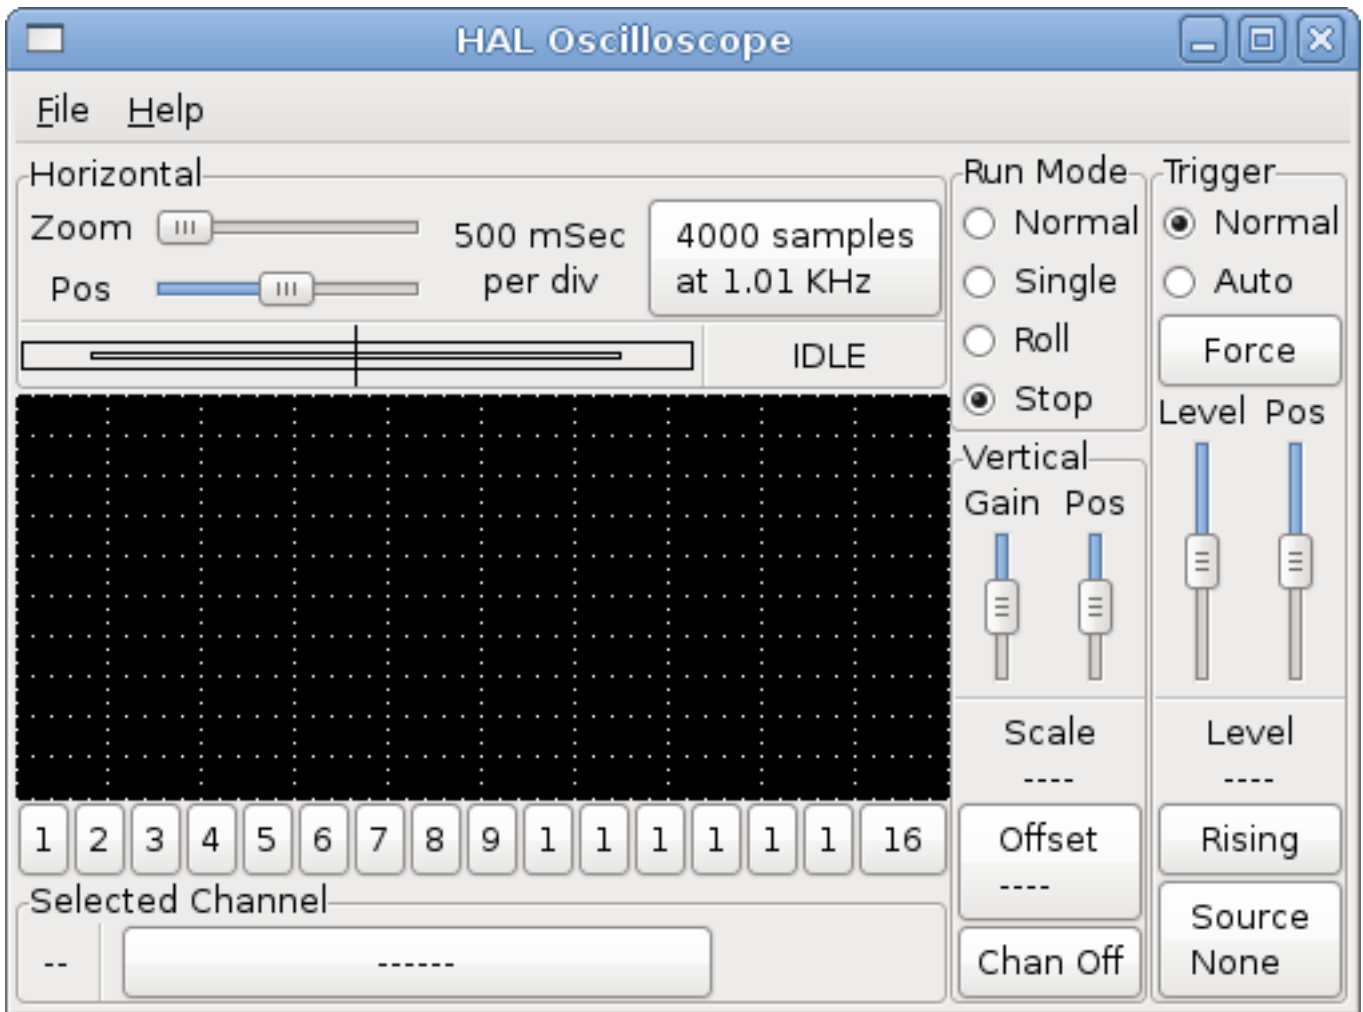 HAL Oscilloscope
File Help
Horizontal
Zoom
Pos
500 mSec
per div
4000 samples
at 1.01 KHz
IDLE
Run Mode
Normal
Single
Roll
Stop
Trigger
Normal
Auto
Force
Level Pos
Vertical
Gain Pos
Scale
----
Level
----
1 2 3 4 5 6 7 8 9 1 1 1 1 1 1 16
Offset
----
Rising
Selected Channel
-- ------
Chan Off
Source
None